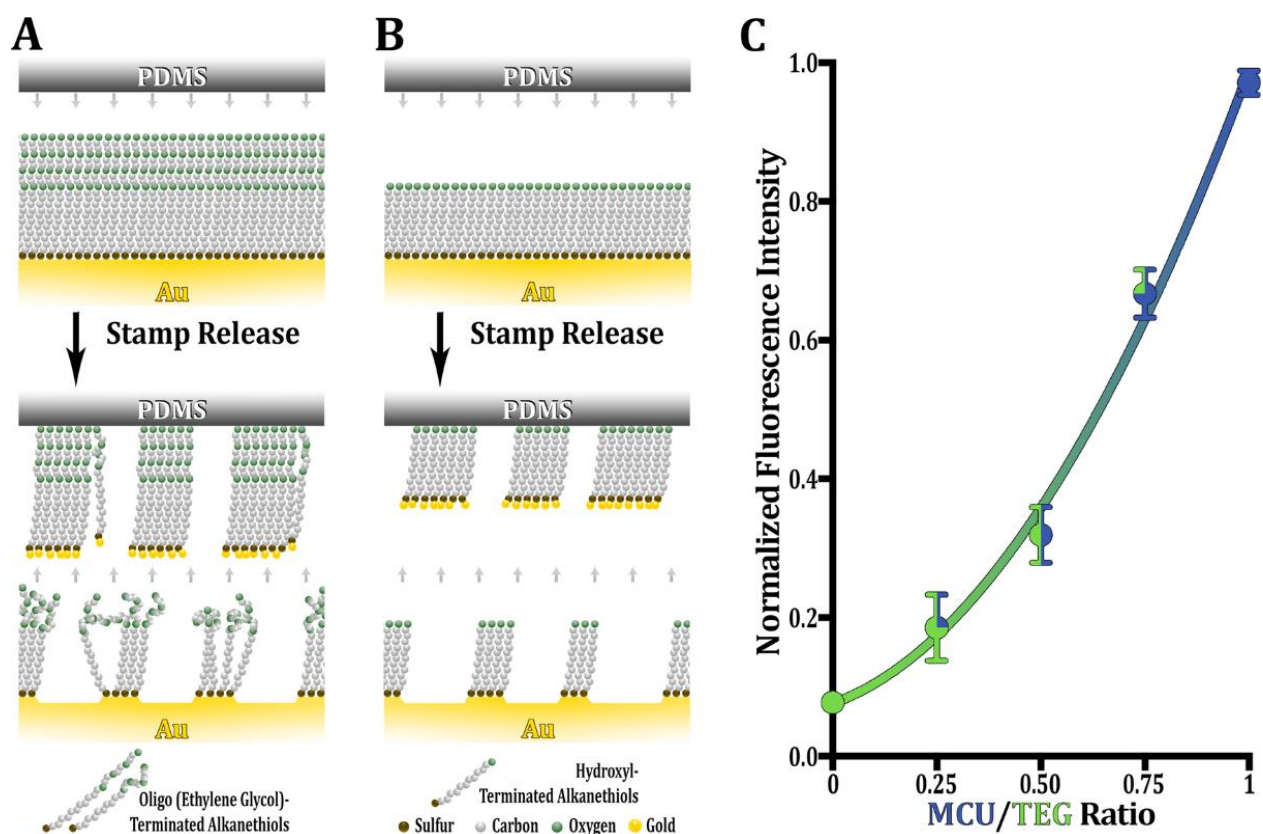 A
PDMS
Au
Stamp Release
PDMS
Au
Oligo (Ethylene Glycol)-
Terminated Alkanethiols
B
PDMS
Au
Stamp Release
PDMS
Au
Hydroxyl-
Terminated Alkanethiols
Sulfur Carbon Oxygen Gold
C
Normalized Fluorescence Intensity
1.0
0.8
0.6
0.4
0.2
0.0
0 0.25 0.50 0.75 1
MCU/TEG Ratio